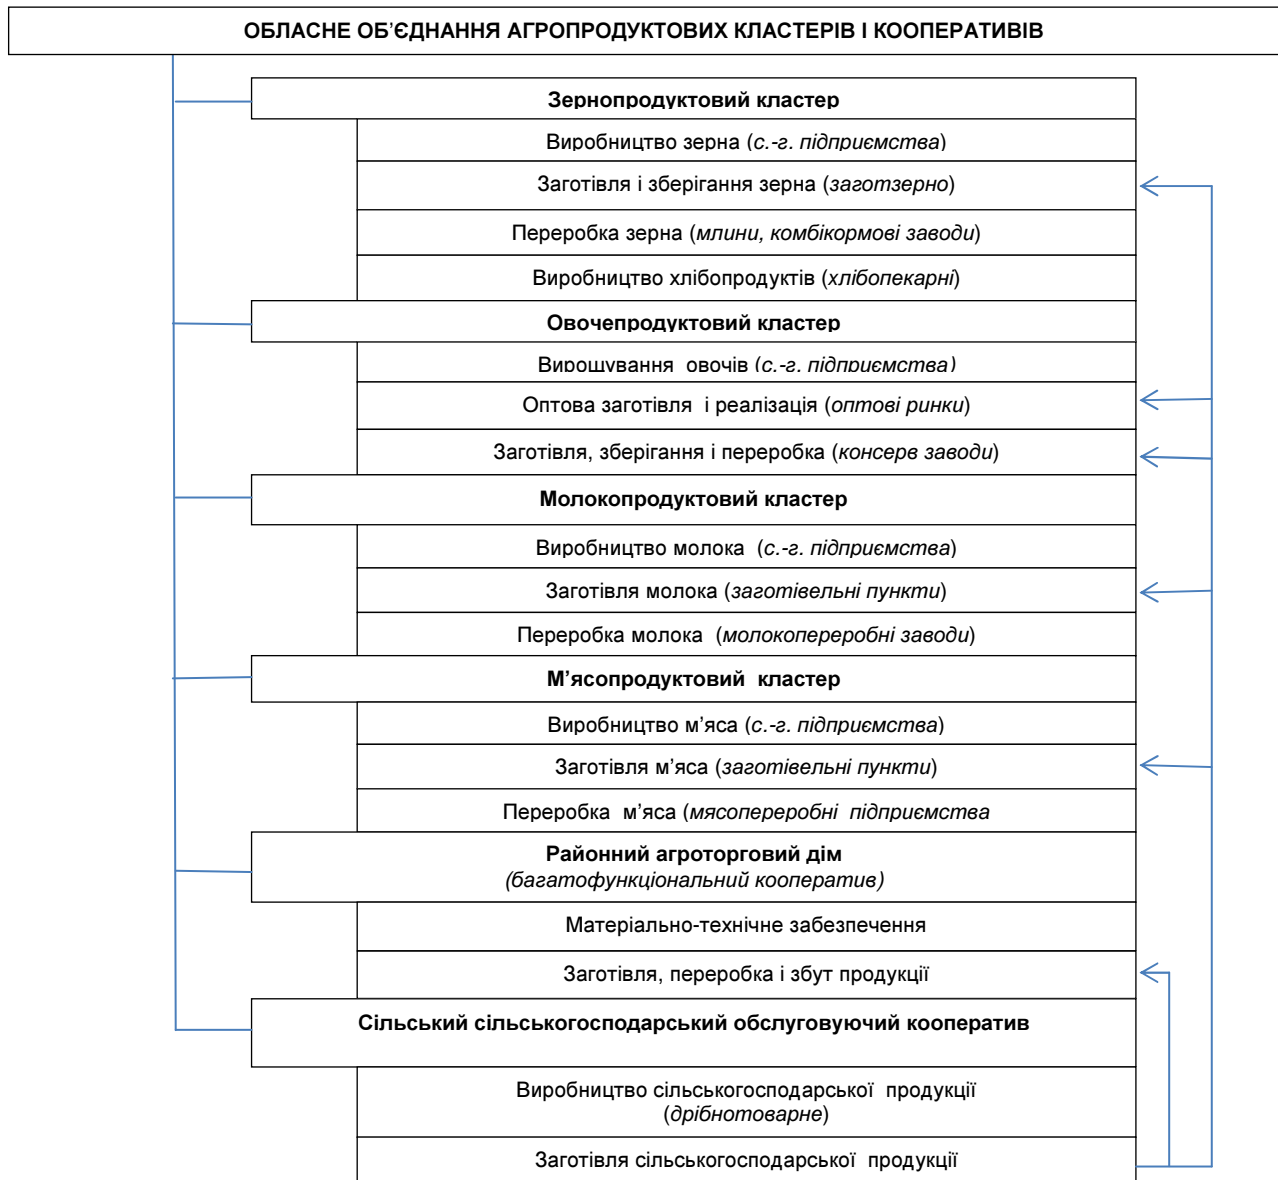 ОБЛАСНЕ ОБ’ЄДНАННЯ АГРОПРОДУКТОВИХ КЛАСТЕРІВ І КООПЕРАТИВІВ
Зернопродуктовий кластер
Виробництво зерна (с.-г. підприємства)
Заготівля і зберігання зерна (заготзерно)
Переробка зерна (млини, комбікормові заводи)
Виробництво хлібопродуктів (хлібопекарні)
Овочепродуктовий кластер
Вирощування овочів (с.-г. підприємства)
Оптова заготівля і реалізація (оптові ринки)
Заготівля, зберігання і переробка (консерв заводи)
Молокопродуктовий кластер
Виробництво молока (с.-г. підприємства)
Заготівля молока (заготівельні пункти)
Переробка молока (молокопереробні заводи)
М’ясопродуктовий кластер
Виробництво м’яса (с.-г. підприємства)
Заготівля м’яса (заготівельні пункти)
Переробка м’яса (мясопереробні підприємства
Районний агроторговий дім
(багатофункціональний кооператив)
Матеріально-технічне забезпечення
Заготівля, переробка і збут продукції
Сільський сільськогосподарський обслуговуючий кооператив
Виробництво сільськогосподарської продукції
(дрібнотоварне)
Заготівля сільськогосподарської продукції